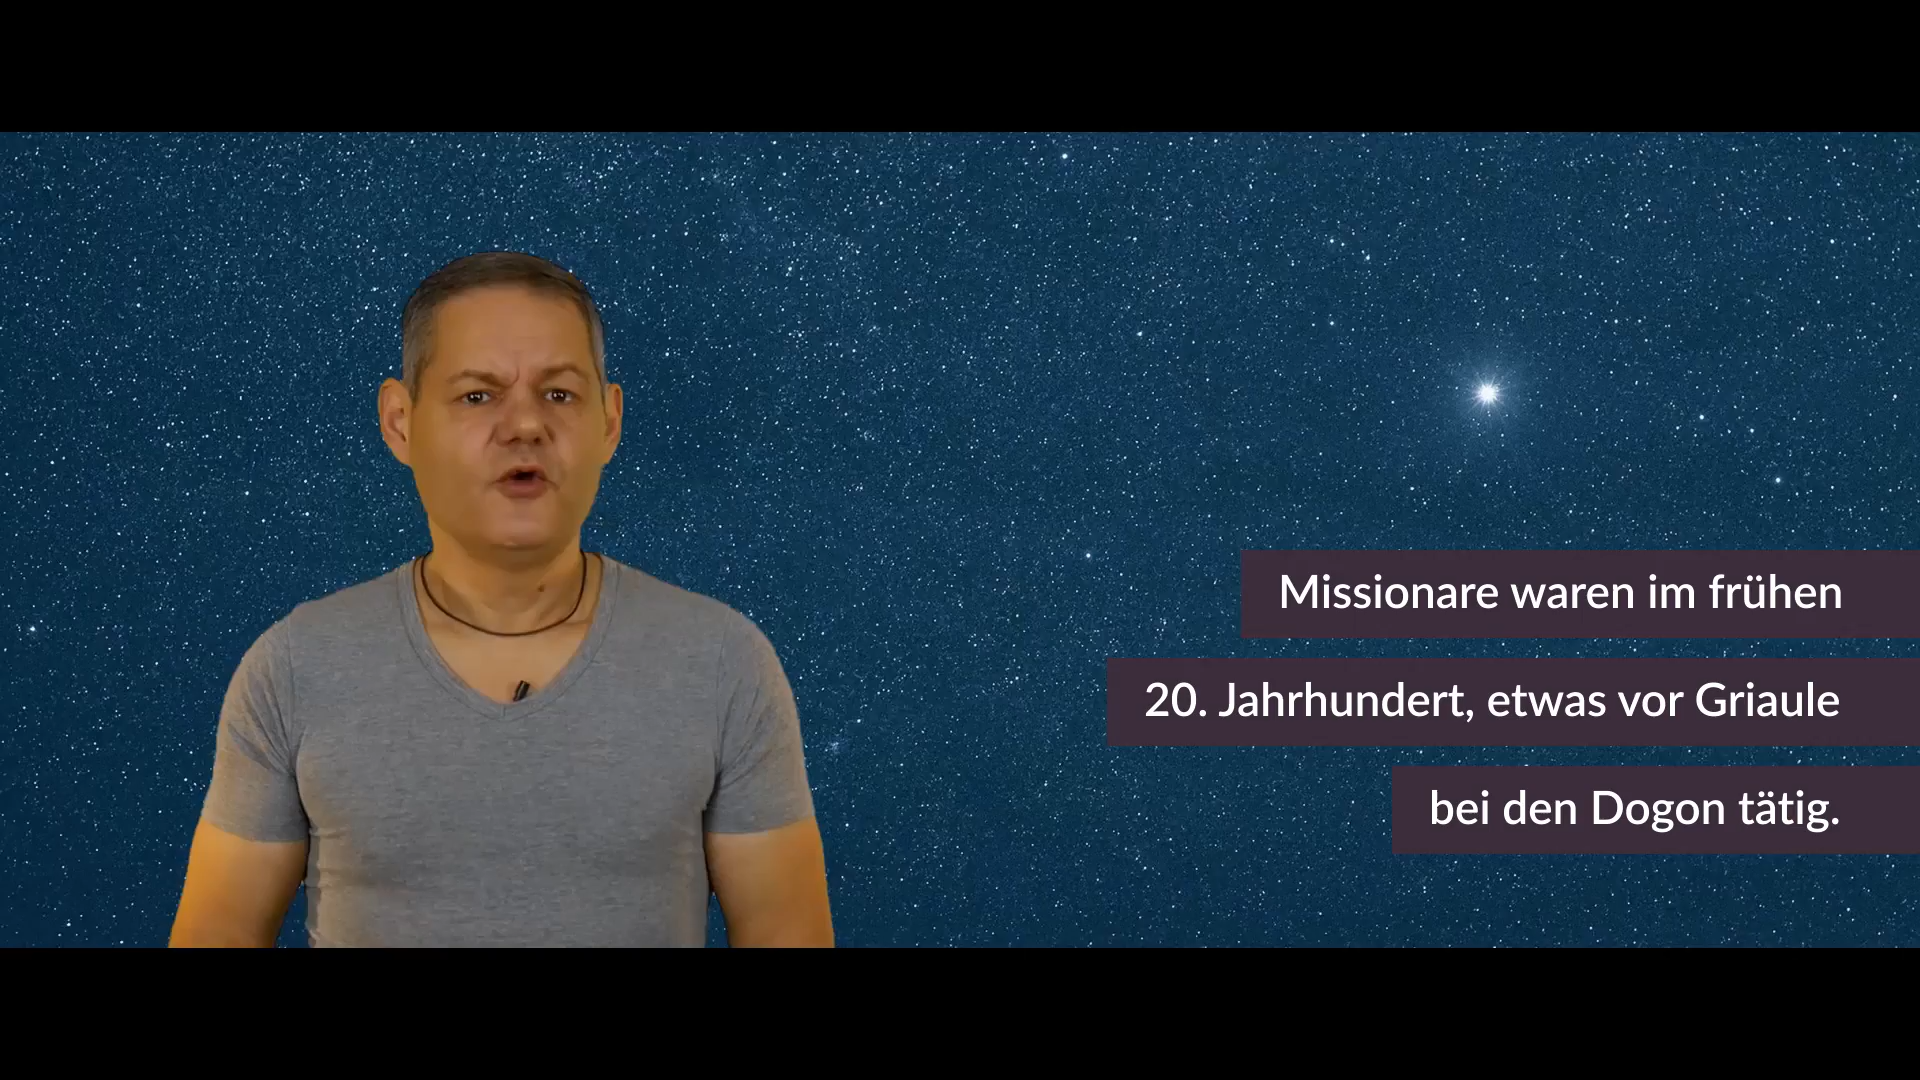 Missionare waren im frühen
20. Jahrhundert, etwas vor Griaule
bei den Dogon tätig.